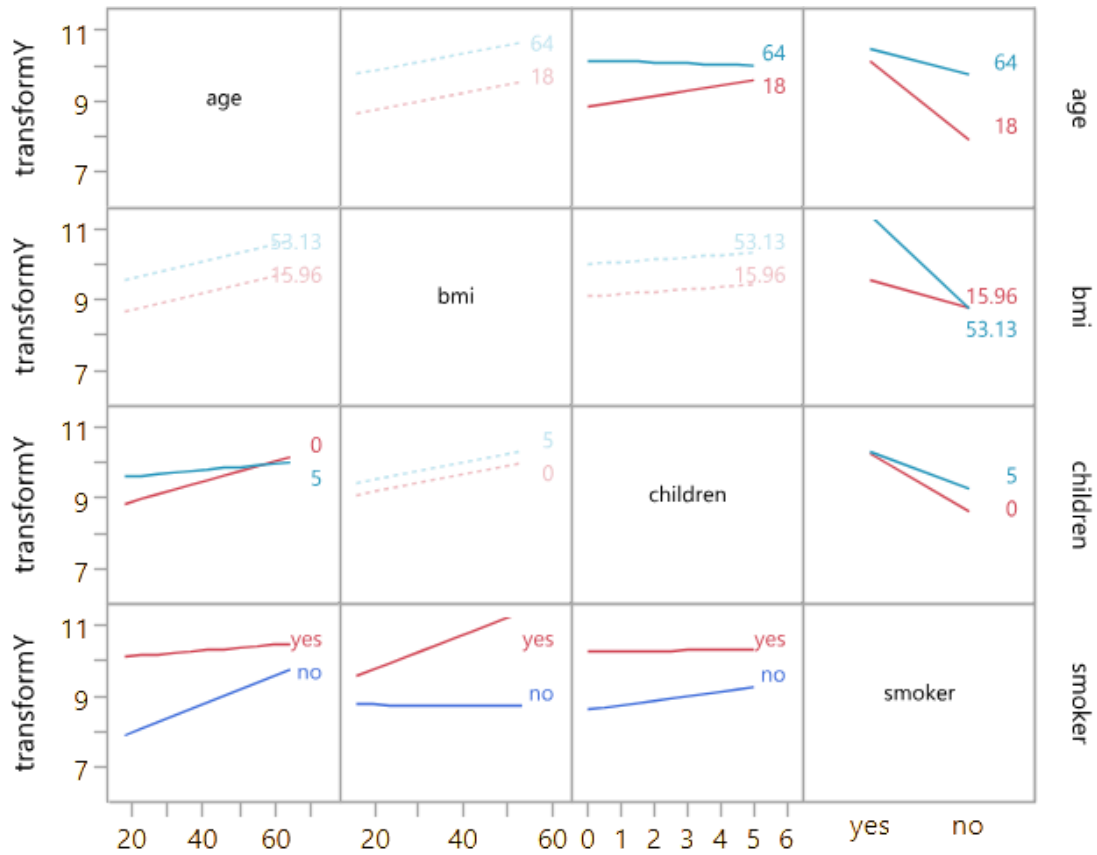 transformY
11
9
7
age
64
18
64
18
64
18
age
transformY
11
9
7
53.13
15.96
bmi
53.13
15.96
15.96
53.13
bmi
transformY
11
9
7
0
5
5
0
children
5
0
children
transformY
11
9
7
yes
no
yes
no
yes
no
smoker
smoker
20 40 60
20 40 60
0 1 2 3 4 5 6
yes no